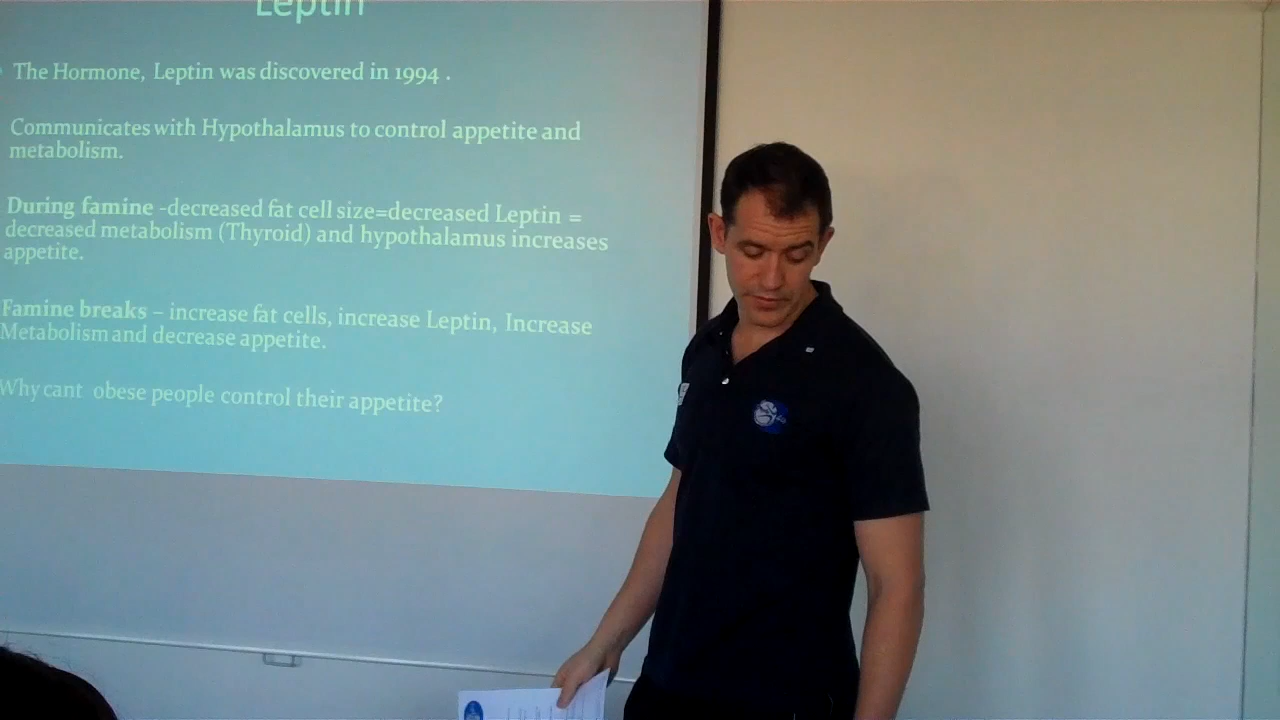 Leptin
The Hormone, Leptin was discovered in 1994 .
Communicates with Hypothalamus to control appetite and
metabolism.
During famine -decreased fat cell size=decreased Leptin =
decreased metabolism (Thyroid) and hypothalamus increases
appetite.
Famine breaks – increase fat cells, increase Leptin, Increase
Metabolism and decrease appetite.
Why cant obese people control their appetite?